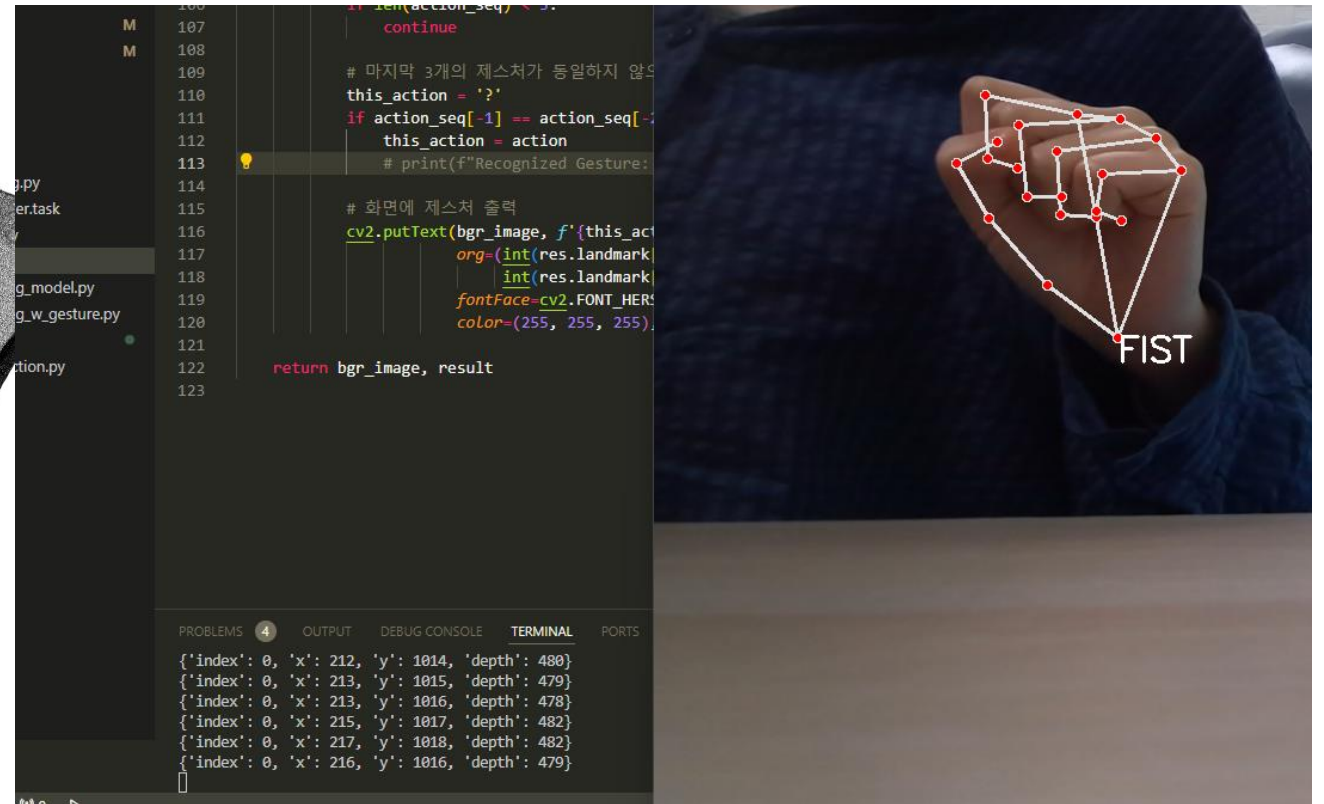 M
M
g.py
er.task
g_model.py
g_w_gesture.py
ction.py
106 if len(action_seq) < 3:
107 continue
108
109 # 마지막 3개의 제스처가 동일하지 않으
110 this_action = '?'
111 if action_seq[-1] == action_seq[-2
112 this_action = action
113 # print(f"Recognized Gesture:
114
115 # 화면에 제스처 출력
116 cv2.putText(bgr_image, f'{this_act
117 org=(int(res.landmark
118 int(res.landmark
119 fontFace=cv2.FONT_HERS
120 color=(255, 255, 255),
121
122 return bgr_image, result
123
FIST
PROBLEMS 4 OUTPUT DEBUG CONSOLE TERMINAL PORTS
{'index': 0, 'x': 212, 'y': 1014, 'depth': 480}
{'index': 0, 'x': 213, 'y': 1015, 'depth': 479}
{'index': 0, 'x': 213, 'y': 1016, 'depth': 478}
{'index': 0, 'x': 215, 'y': 1017, 'depth': 482}
{'index': 0, 'x': 217, 'y': 1018, 'depth': 482}
{'index': 0, 'x': 216, 'y': 1016, 'depth': 479}